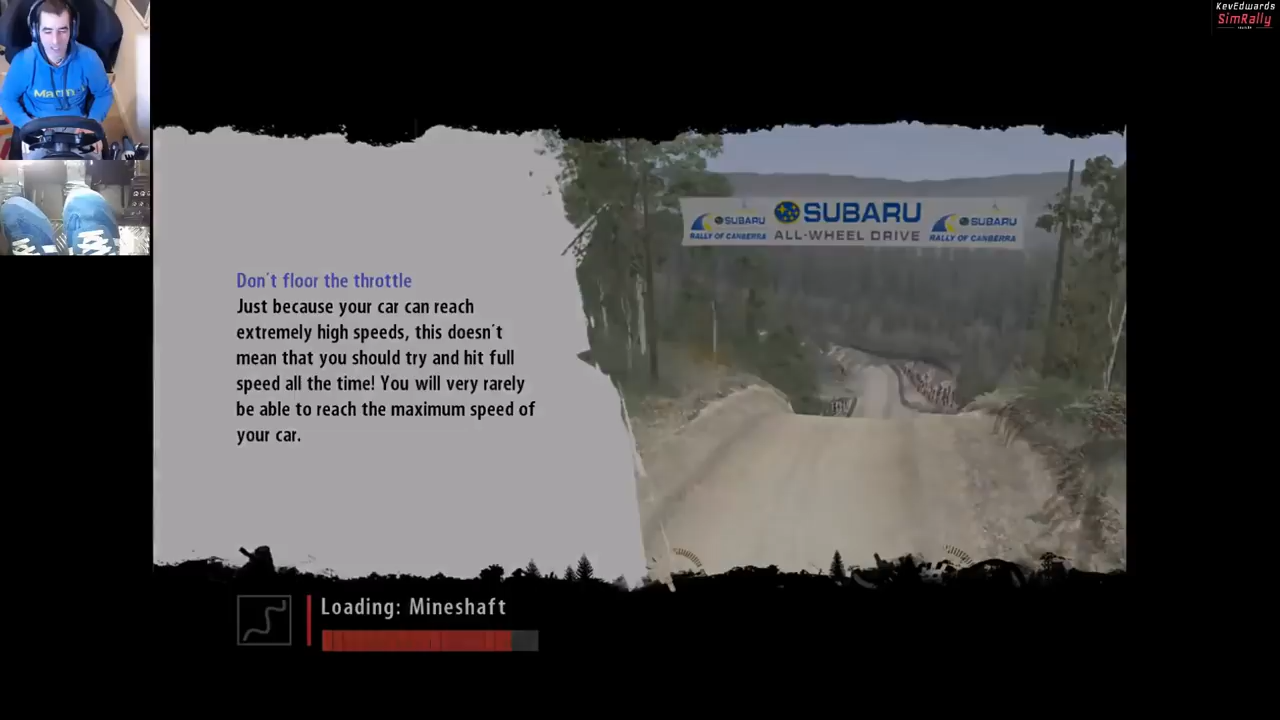 KevEdwards
SimRally
SUBARU
SUBARU
SUBARU
RALLY OF CANBERRA
ALL-WHEEL DRIVE
RALLY OF CANBERRA
Don't floor the throttle
Just because your car can reach
extremely high speeds, this doesn't
mean that you should try and hit full
speed all the time! You will very rarely
be able to reach the maximum speed of
your car.
Loading: Mineshaft